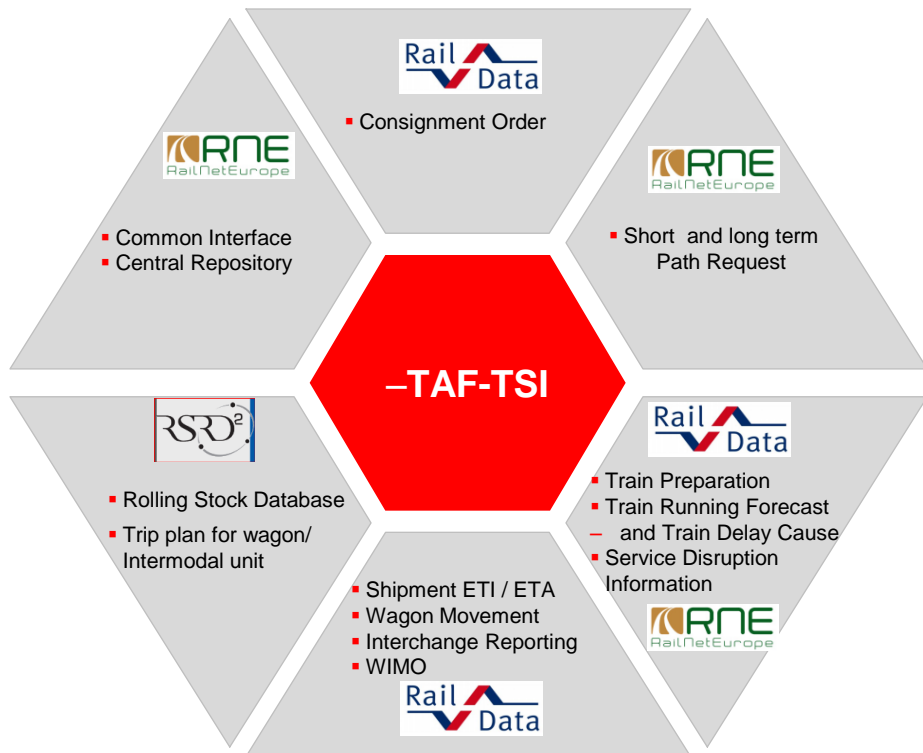 Rail
Data
▪ Consignment Order
RNE
RailNetEurope
▪ Common Interface
▪ Central Repository
RNE
RailNetEurope
▪ Short and long term
Path Request
–TAF-TSI
RSRD²
▪ Rolling Stock Database
▪ Trip plan for wagon/
Intermodal unit
Rail
Data
▪ Train Preparation
▪ Train Running Forecast
– and Train Delay Cause
▪ Service Disruption
Information
RNE
RailNetEurope
▪ Shipment ETI / ETA
▪ Wagon Movement
▪ Interchange Reporting
▪ WIMO
Rail
Data